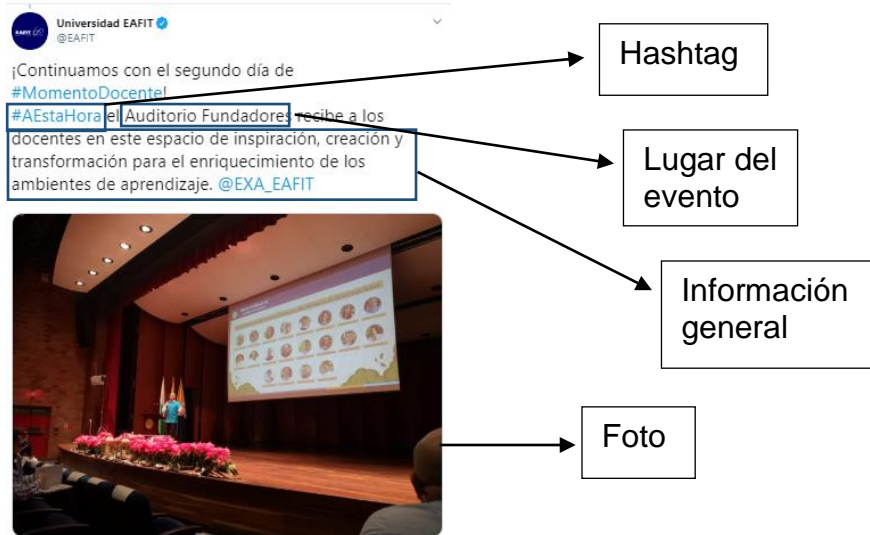 Universidad EAFIT
@EAFIT
¡Continuamos con el segundo día de
#MomentoDocente!
#AEstaHora el Auditorio Fundadores recibe a los
docentes en este espacio de inspiración, creación y
transformación para el enriquecimiento de los
ambientes de aprendizaje. @EXA_EAFIT
Hashtag
Lugar del
evento
Información
general
Foto